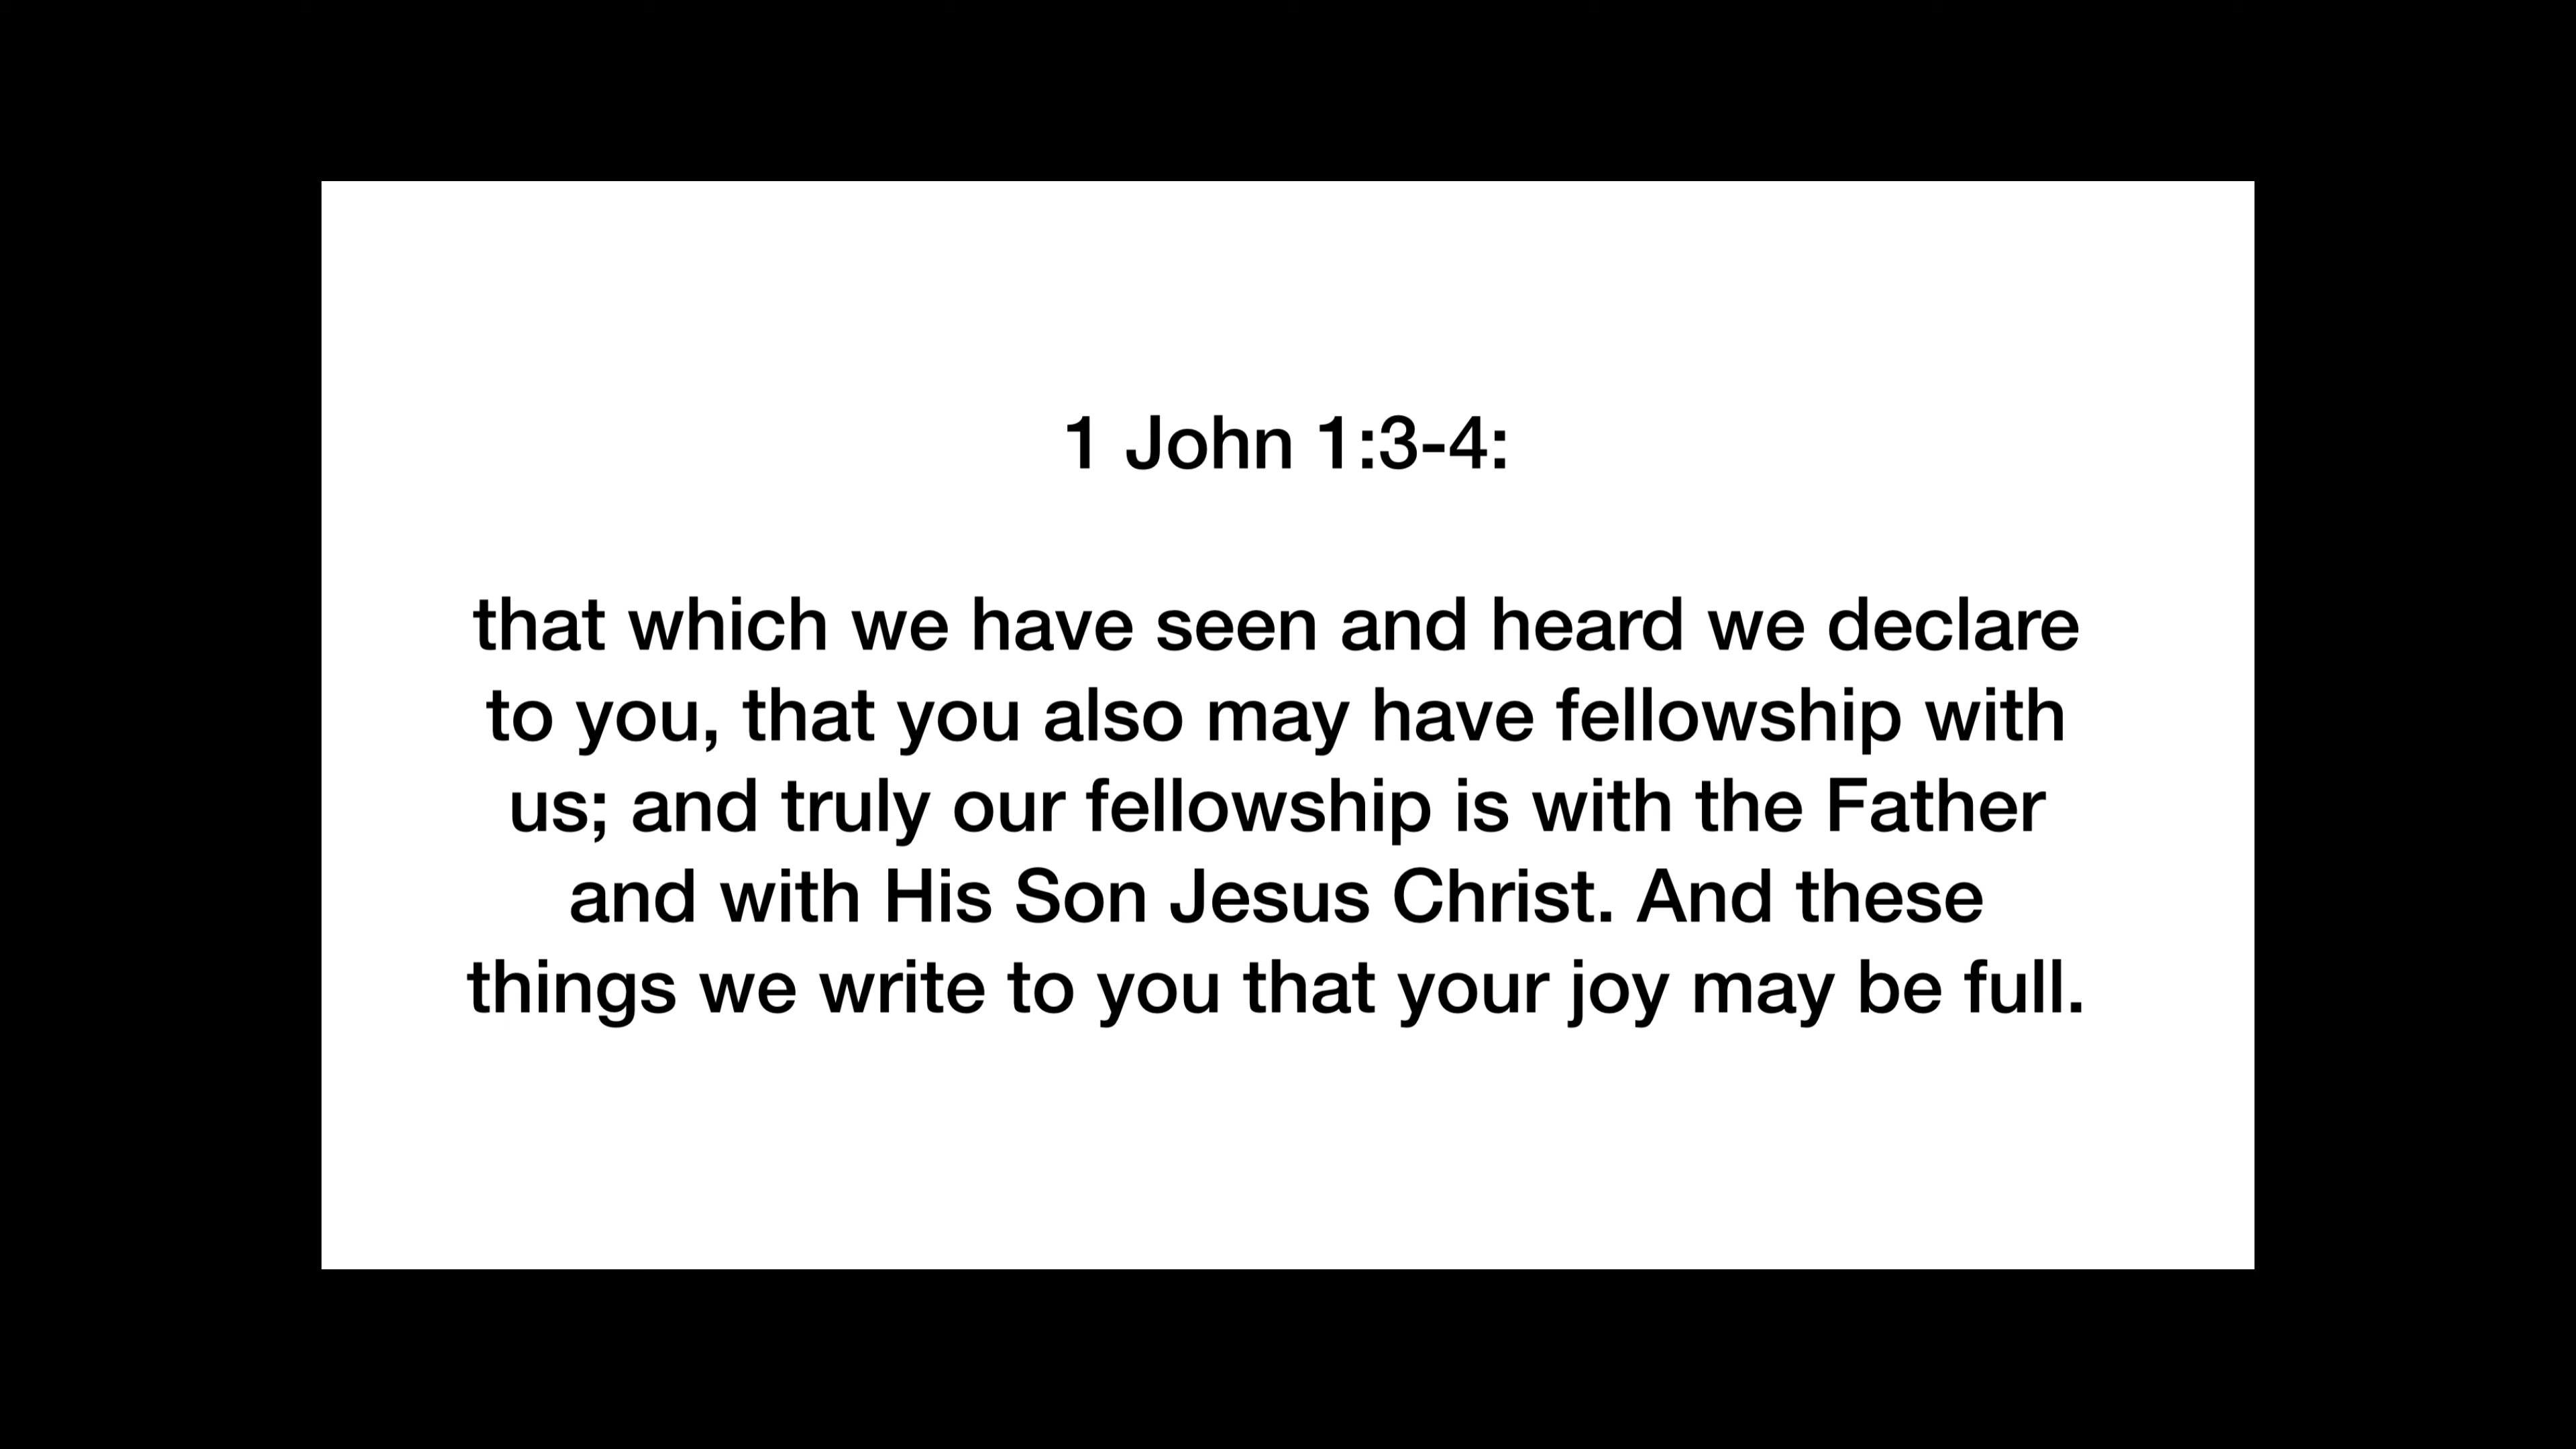 1 John 1:3-4:
that which we have seen and heard we declare
to you, that you also may have fellowship with
us; and truly our fellowship is with the Father
and with His Son Jesus Christ. And these
things we write to you that your joy may be full.